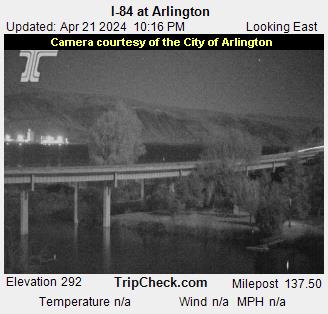 I-84 at Arlington
Updated: Apr 21 2024 10:16 PM Looking East
Camera courtesy of the City of Arlington
Elevation 292 TripCheck.com Milepost 137.50
Temperature n/a Wind n/a MPH n/a